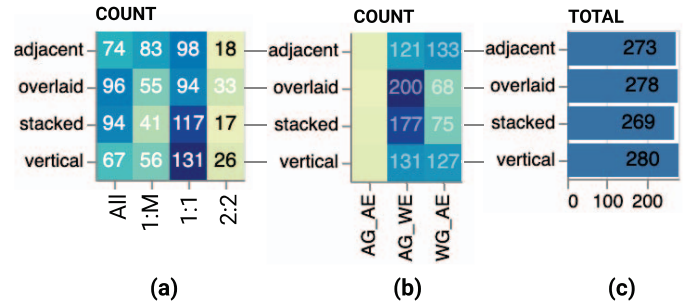 COUNT
adjacent 74 83 98 18
overlaid 96 55 94 33
stacked 94 41 117 17
vertical 67 56 131 26
All 1:M 1:1 2:2
(a)
COUNT
adjacent 121 133
overlaid 200 68
stacked 177 75
vertical 131 127
AG_AE AG_WE WG_AE
(b)
TOTAL
adjacent 273
overlaid 278
stacked 269
vertical 280
0 100 200
(c)